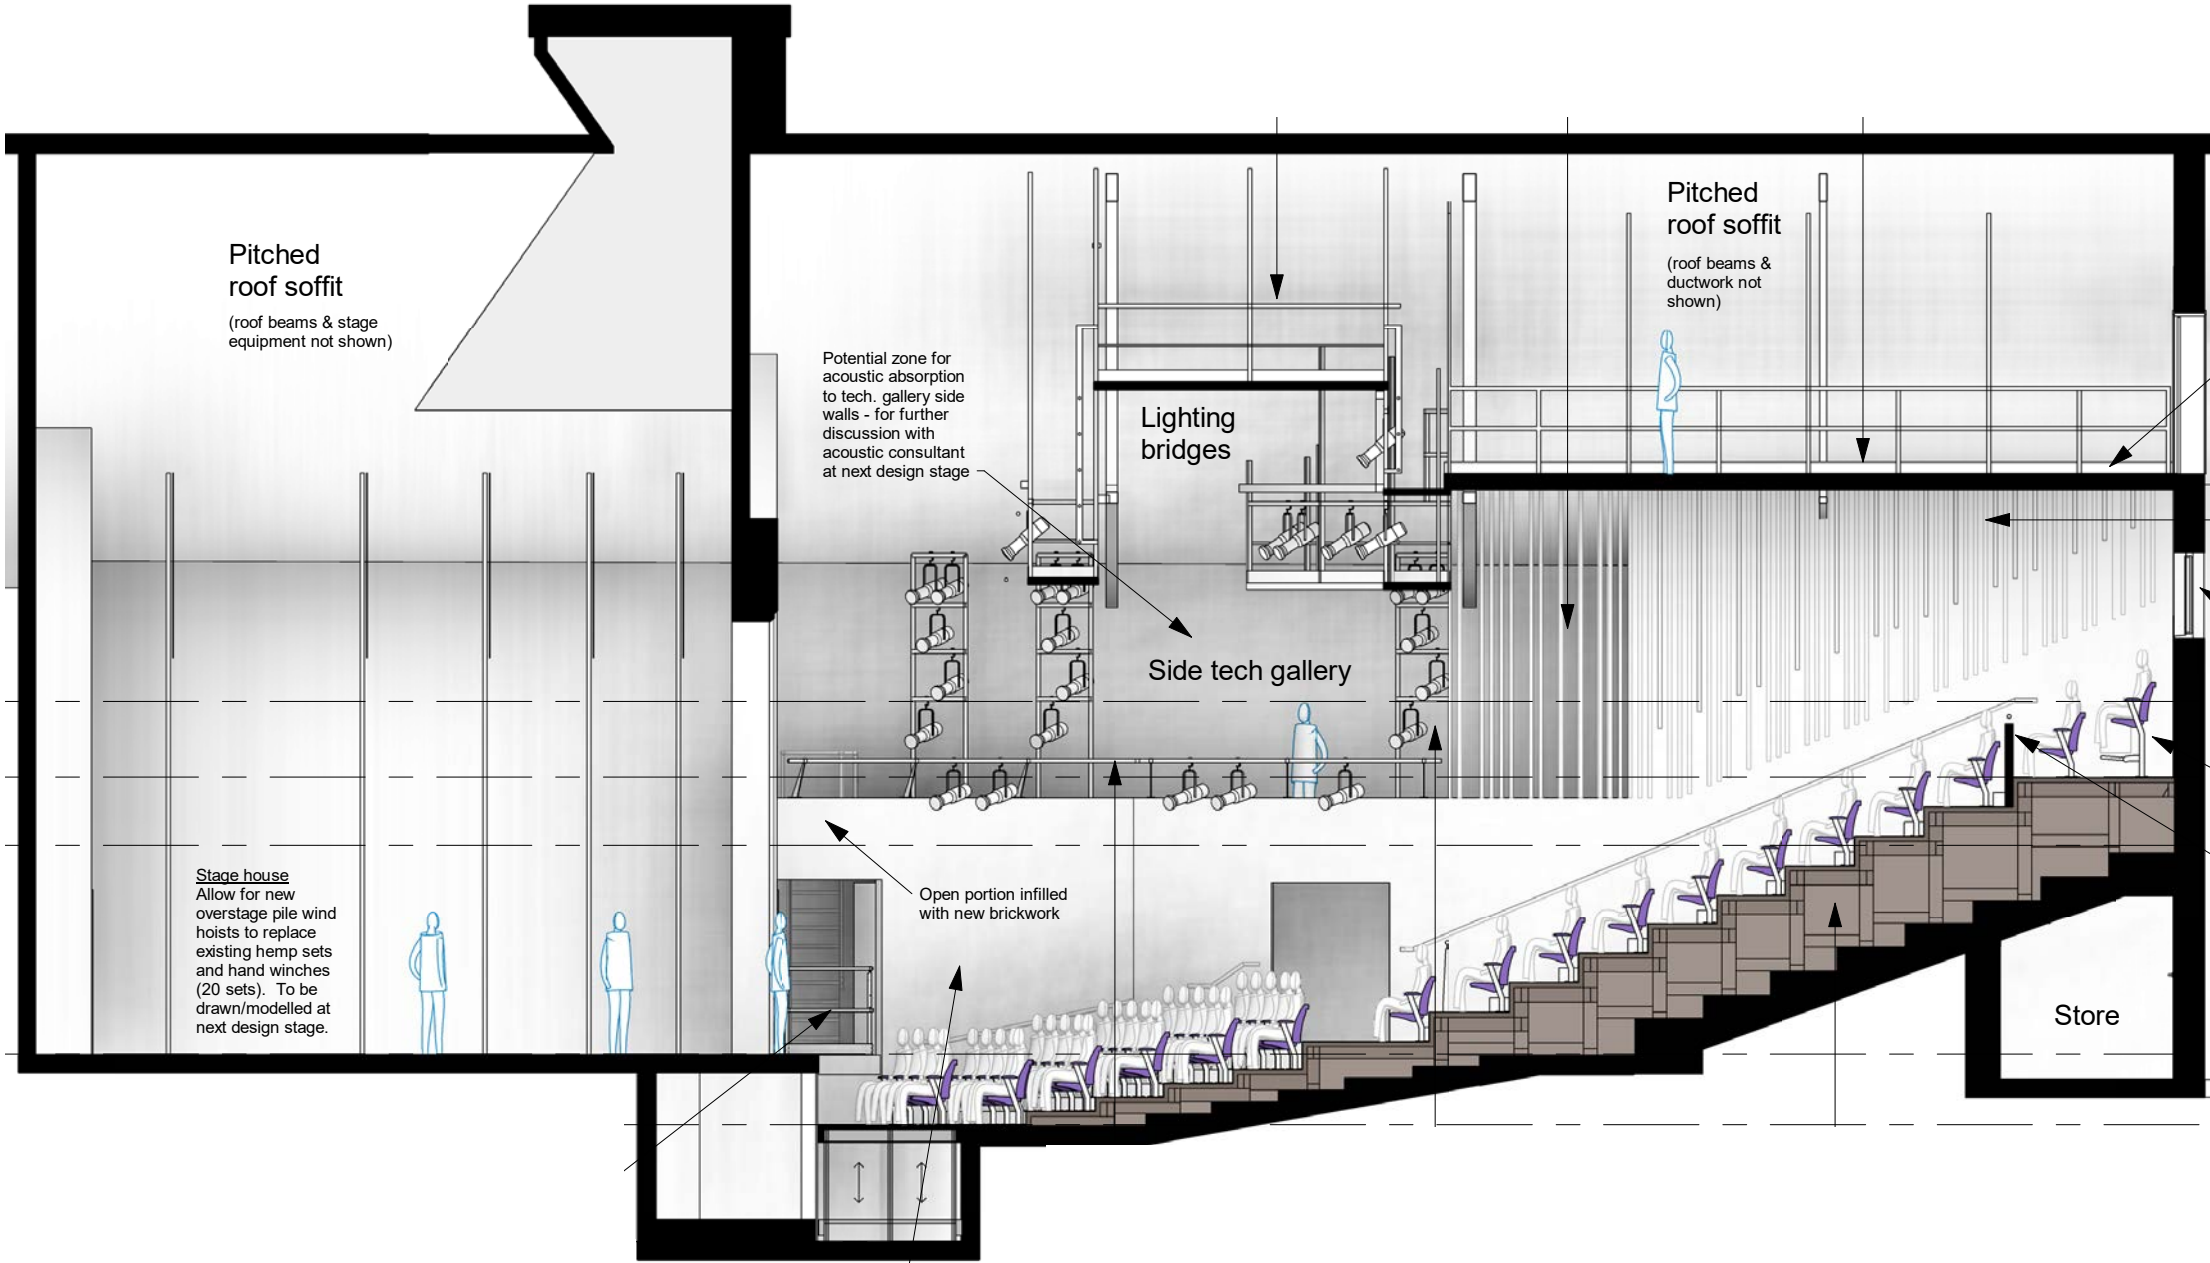 Pitched
roof soffit
(roof beams & stage
equipment not shown)
Pitched
roof soffit
(roof beams &
ductwork not
shown)
Potential zone for
acoustic absorption
to tech. gallery side
walls - for further
discussion with
acoustic consultant
at next design stage
Lighting
bridges
Side tech gallery
Stage house
Allow for new
overstage pile wind
hoists to replace
existing hemp sets
and hand winches
(20 sets).  To be
drawn/modelled at
next design stage.
Open portion infilled
with new brickwork
Store